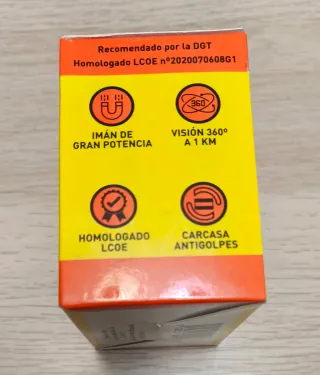 Recomendado por la DGT
Homologado LCOE nº2020070608G1
360
IMÁN DE
GRAN POTENCIA
VISIÓN 360º
A 1 KM
HOMOLOGADO
LCOE
CARCASA
ANTIGOLPES